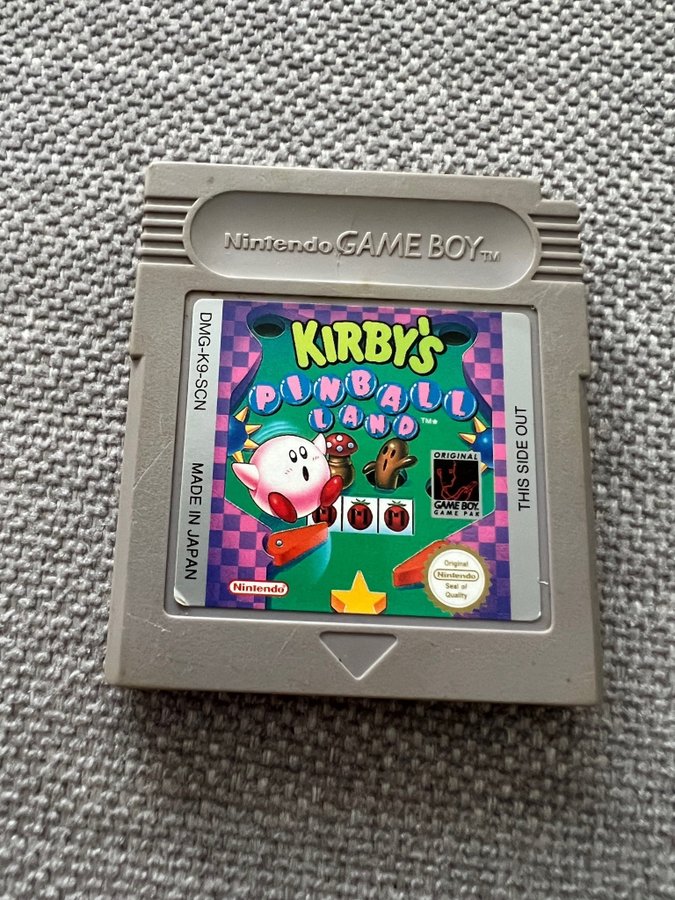 Nintendo GAME BOY™
DMG-K9-SCN
MADE IN JAPAN
KIRBY'S
PINBALL
LAND™
THIS SIDE OUT
ORIGINAL
GAME BOY
GAME PAK
M M
Nintendo
Original
Nintendo
Seal of
Quality